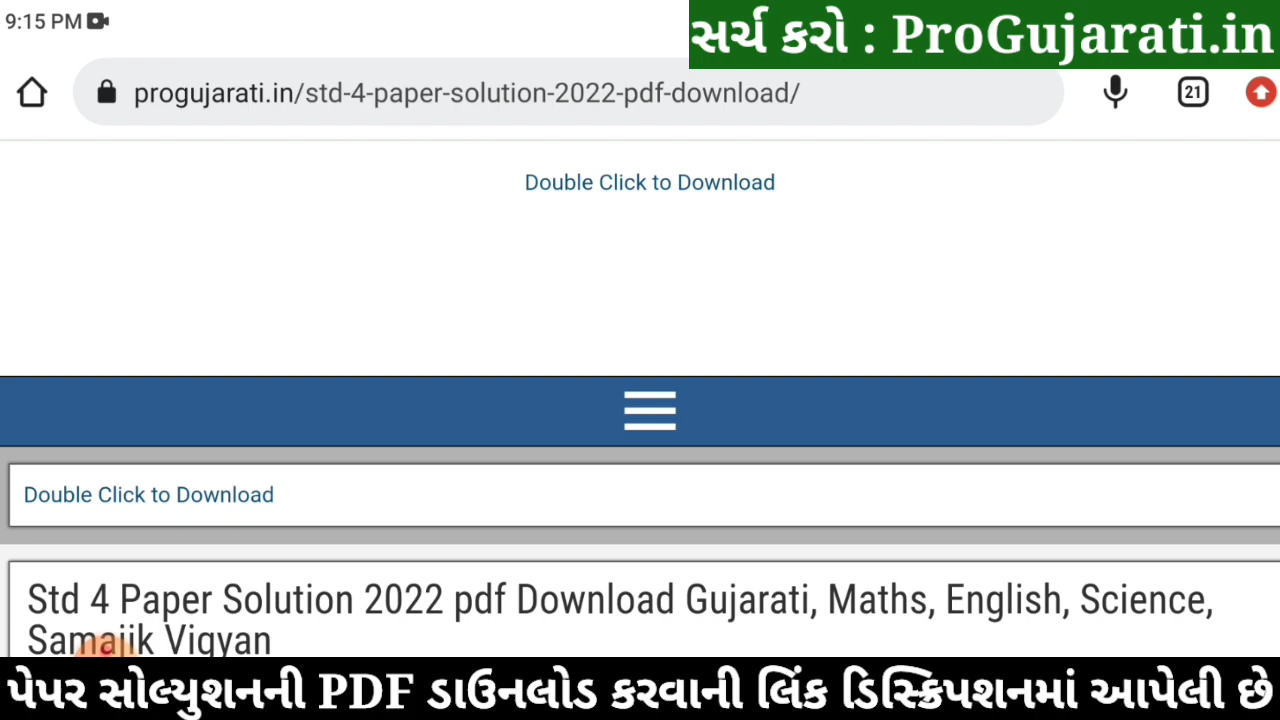 9:15 PM
સર્ચ કરો : ProGujarati.in
progujarati.in/std-4-paper-solution-2022-pdf-download/
21
Double Click to Download
Double Click to Download
Std 4 Paper Solution 2022 pdf Download Gujarati, Maths, English, Science,
Samajik Vigyan
પેપર સોલ્યુશનની PDF ડાઉનલોડ કરવાની લિંક ડિસ્ક્રિપશનમાં આપેલી છે